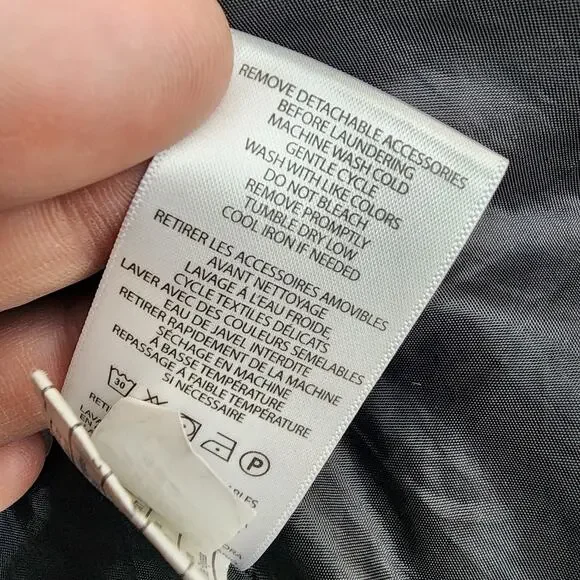 REMOVE DETACHABLE ACCESSORIES
BEFORE LAUNDERING
MACHINE WASH COLD
GENTLE CYCLE
WASH WITH LIKE COLORS
DO NOT BLEACH
REMOVE PROMPTLY
TUMBLE DRY LOW
COOL IRON IF NEEDED
RETIRER LES ACCESSOIRES AMOVIBLES
AVANT NETTOYAGE
LAVAGE À L'EAU FROIDE
CYCLE TEXTILES DÉLICATS
LAVER AVEC DES COULEURS SEMELABLES
EAU DE JAVEL INTERDITE
RETIRER RAPIDEMENT DE LA MACHINE
SÉCHAGE EN MACHINE
À BASSE TEMPÉRATURE
REPASSAGE À FAIBLE TEMPÉRATURE
SI NÉCESSAIRE
30
P